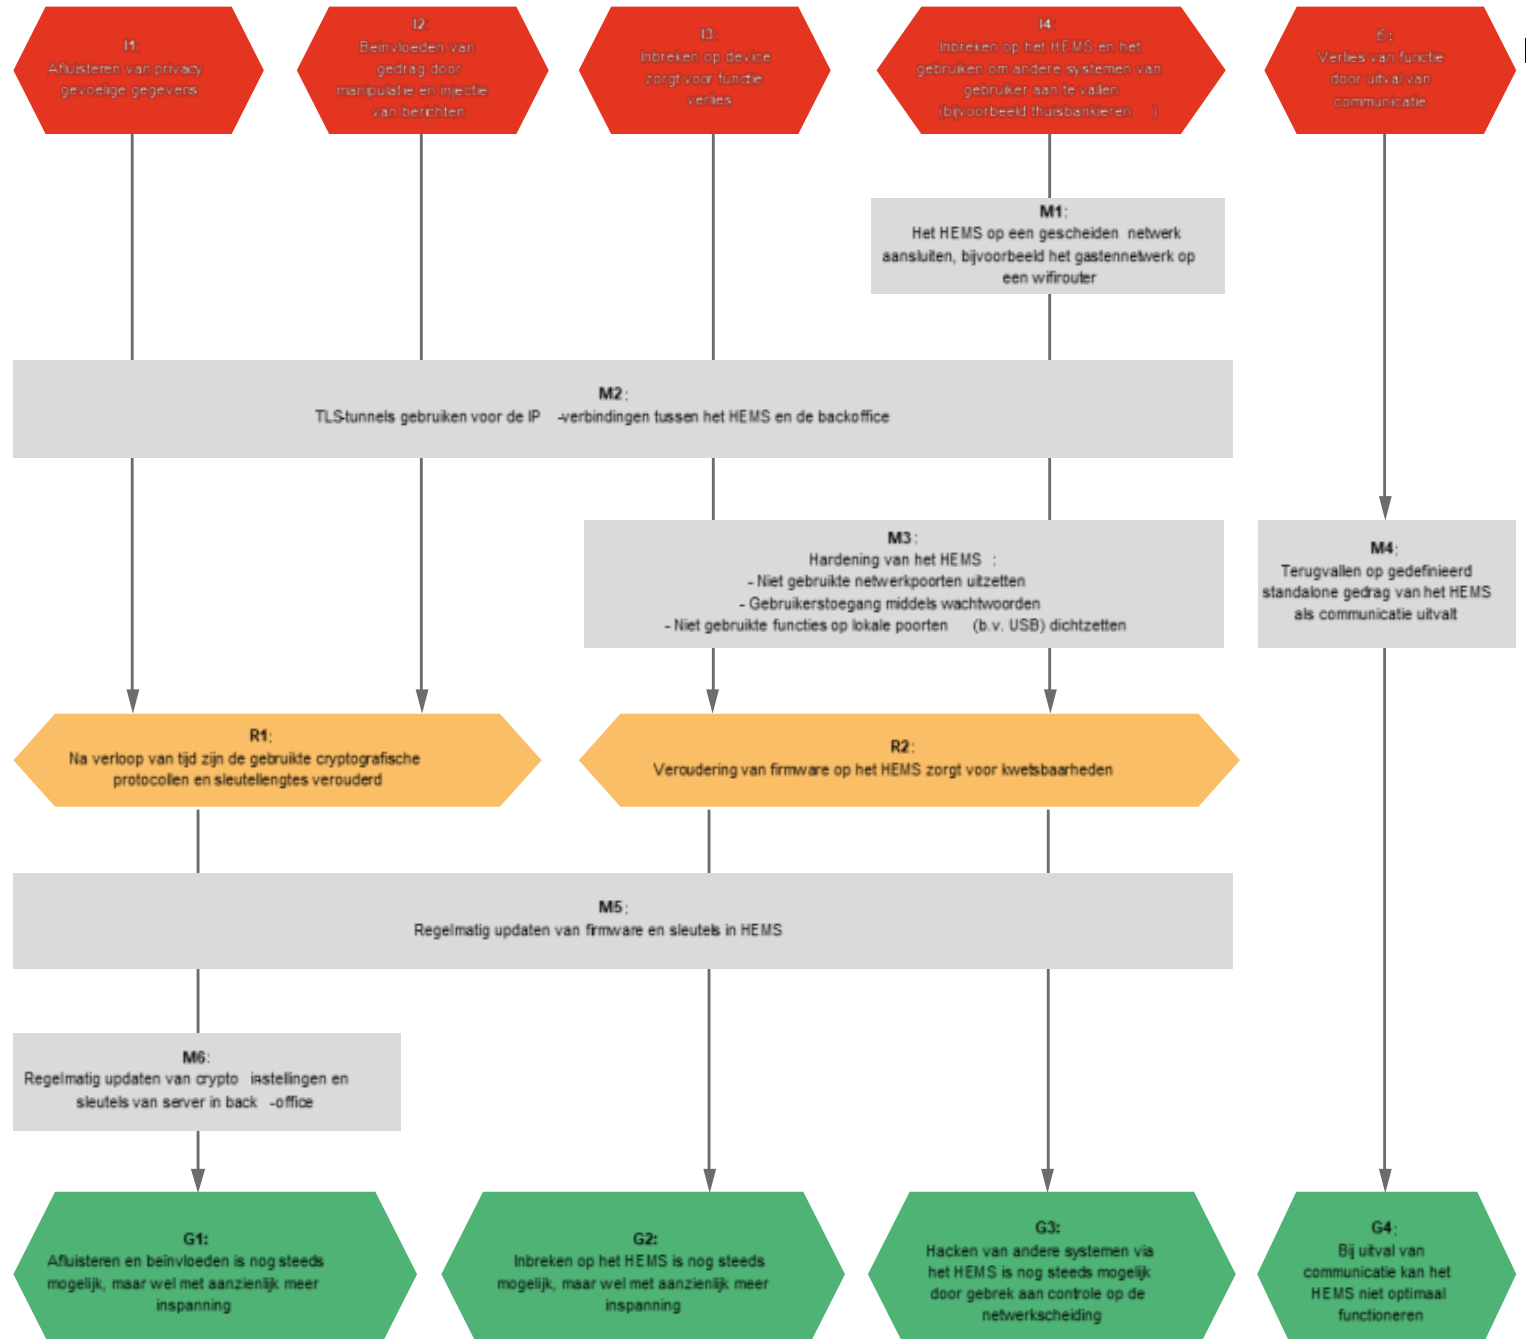 I1:
Afluisteren van privacy
gevoelige gegevens
I2:
Beïnvloeden van
gedrag door
manipulatie en injectie
van berichten
I3:
Inbreken op device
zorgt voor functie
verlies
I4:
Inbreken op het HEMS en het
gebruiken om andere systemen van
gebruiker aan te vallen
(bijvoorbeeld thuisbankieren )
I5:
Verlies van functie
door uitval van
communicatie
M1:
Het HEMS op een gescheiden netwerk
aansluiten, bijvoorbeeld het gastennetwerk op
een wifirouter
M2:
TLS-tunnels gebruiken voor de IP -verbindingen tussen het HEMS en de backoffice
M3:
Hardening van het HEMS :
- Niet gebruikte netwerkpoorten uitzetten
- Gebruikerstoegang middels wachtwoorden
- Niet gebruikte functies op lokale poorten (b.v. USB) dichtzetten
M4:
Terugvallen op gedefinieerd
standalone gedrag van het HEMS
als communicatie uitvalt
R1:
Na verloop van tijd zijn de gebruikte cryptografische
protocollen en sleutellengtes verouderd
R2:
Veroudering van firmware op het HEMS zorgt voor kwetsbaarheden
M5:
Regelmatig updaten van firmware en sleutels in HEMS
M6:
Regelmatig updaten van crypto instellingen en
sleutels van server in back -office
G1:
Afluisteren en beïnvloeden is nog steeds
mogelijk, maar wel met aanzienlijk meer
inspanning
G2:
Inbreken op het HEMS is nog steeds
mogelijk, maar wel met aanzienlijk meer
inspanning
G3:
Hacken van andere systemen via
het HEMS is nog steeds mogelijk
door gebrek aan controle op de
netwerkscheiding
G4:
Bij uitval van
communicatie kan het
HEMS niet optimaal
functioneren